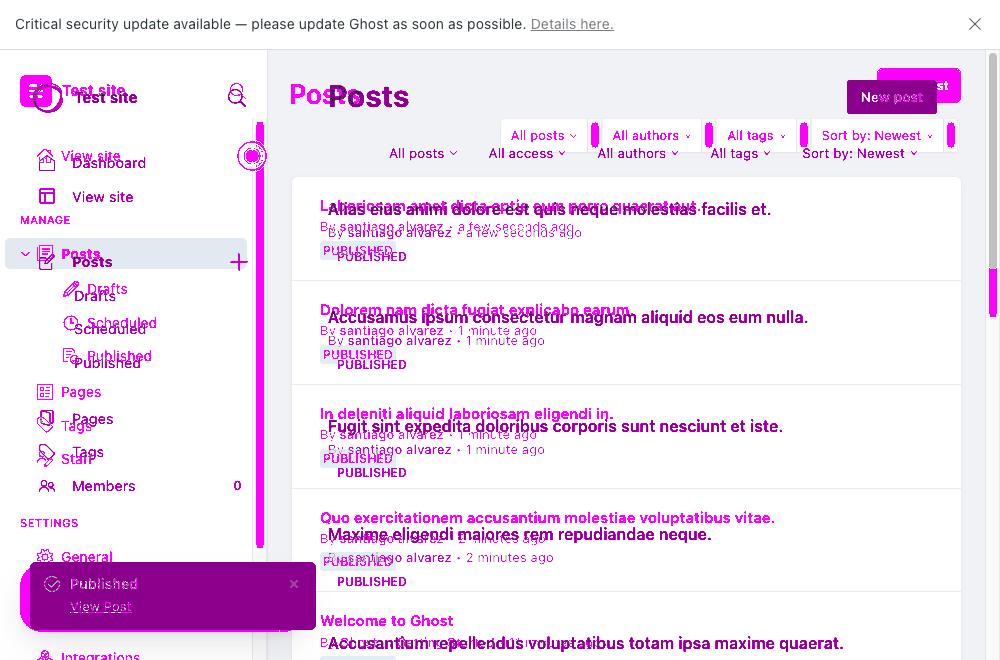 Critical security update available — please update Ghost as soon as possible. Details here.
Test site
Test site
View site
Dashboard
View site
MANAGE
Posts
Posts
Drafts
Drafts
Scheduled
Scheduled
Published
Published
Pages
Pages
Tags
Tags
Staff
Members 0
SETTINGS
General
Published
View Post
Integrations
Posts
Posts
New post
All posts All authors All tags Sort by: Newest
All posts All access All authors All tags Sort by: Newest
Laboriosam amet dicta optio eum porro quaerat
Alias eius animi dolore est quis neque molestias facilis et.
By santiago alvarez • a few seconds ago
By santiago alvarez • a few seconds ago
PUBLISHED
PUBLISHED
Dolorem nam dicta fugiat explicabo earum.
Accusamus ipsum consectetur magnam aliquid eos eum nulla.
By santiago alvarez • 1 minute ago
By santiago alvarez • 1 minute ago
PUBLISHED
PUBLISHED
In deleniti aliquid laboriosam eligendi in.
Fugit sint expedita doloribus corporis sunt nesciunt et iste.
By santiago alvarez • 1 minute ago
By santiago alvarez • 1 minute ago
PUBLISHED
PUBLISHED
Quo exercitationem accusantium molestiae voluptatibus vitae.
Maxime eligendi maiores rem repudiandae neque.
By santiago alvarez • 2 minutes ago
By santiago alvarez • 2 minutes ago
PUBLISHED
PUBLISHED
Welcome to Ghost
Accusantium repellendus voluptatibus totam ipsa maxime quaerat.